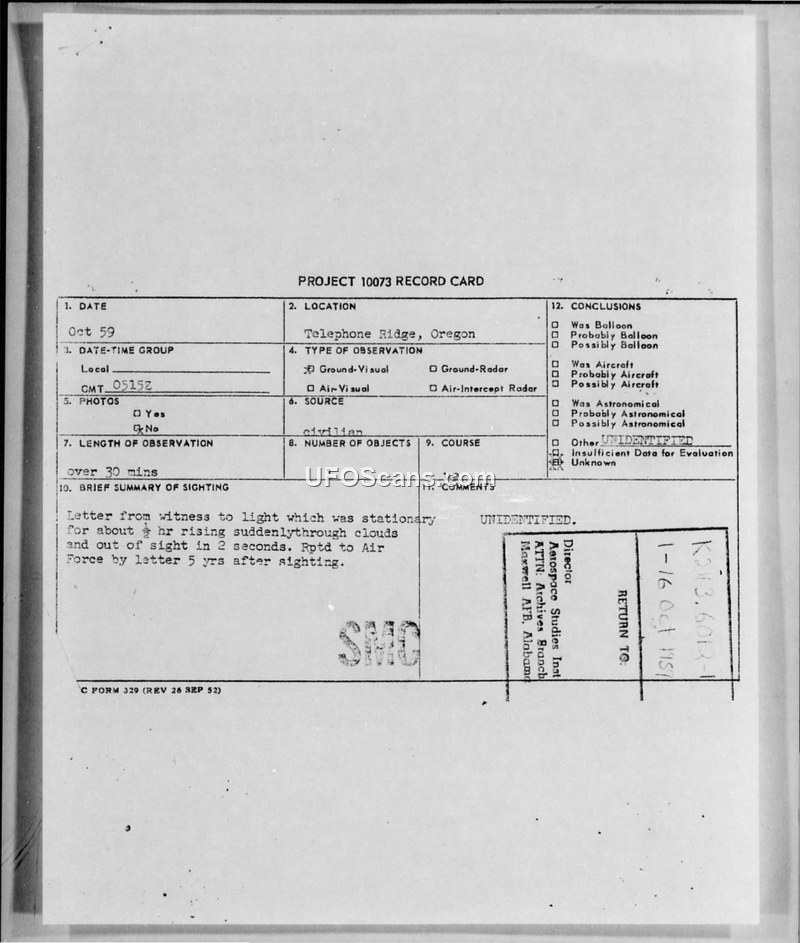 PROJECT 10073 RECORD CARD
1. DATE
Oct 59
2. LOCATION
Telephone Ridge, Oregon
12. CONCLUSIONS
Was Balloon
Probably Balloon
Possibly Balloon
Was Aircraft
Probably Aircraft
Possibly Aircraft
Was Astronomical
Probably Astronomical
Possibly Astronomical
Other UNIDENTIFIED
Insufficient Data for Evaluation
Unknown
3. DATE-TIME GROUP
Local
GMT 0515Z
4. TYPE OF OBSERVATION
Ground-Visual
Ground-Radar
Air-Visual
Air-Intercept Radar
5. PHOTOS
Yes
No
6. SOURCE
civilian
7. LENGTH OF OBSERVATION
over 30 mins
8. NUMBER OF OBJECTS
9. COURSE
UFOScans.com
10. BRIEF SUMMARY OF SIGHTING
Letter from witness to light which was stationary
for about ½ hr rising suddenlythrough clouds
and out of sight in 2 seconds. Rptd to Air
Force by letter 5 yrs after sighting.
11. COMMENTS
UNIDENTIFIED.
RETURN TO:
Director
Aerospace Studies Inst
ATTN: Archives Branch
Maxwell AFB, Alabama
SMC
C FORM 329 (REV 26 SEP 52)